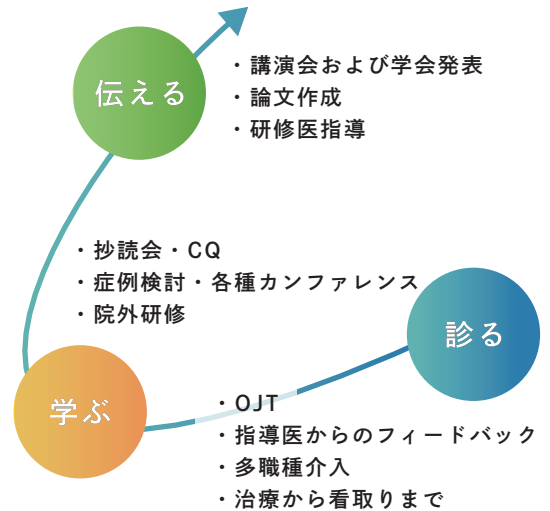 伝える
・講演会および学会発表
・論文作成
・研修医指導
・抄読会・CQ
・症例検討・各種カンファレンス
・院外研修
診る
学ぶ
・OJT
・指導医からのフィードバック
・多職種介入
・治療から看取りまで